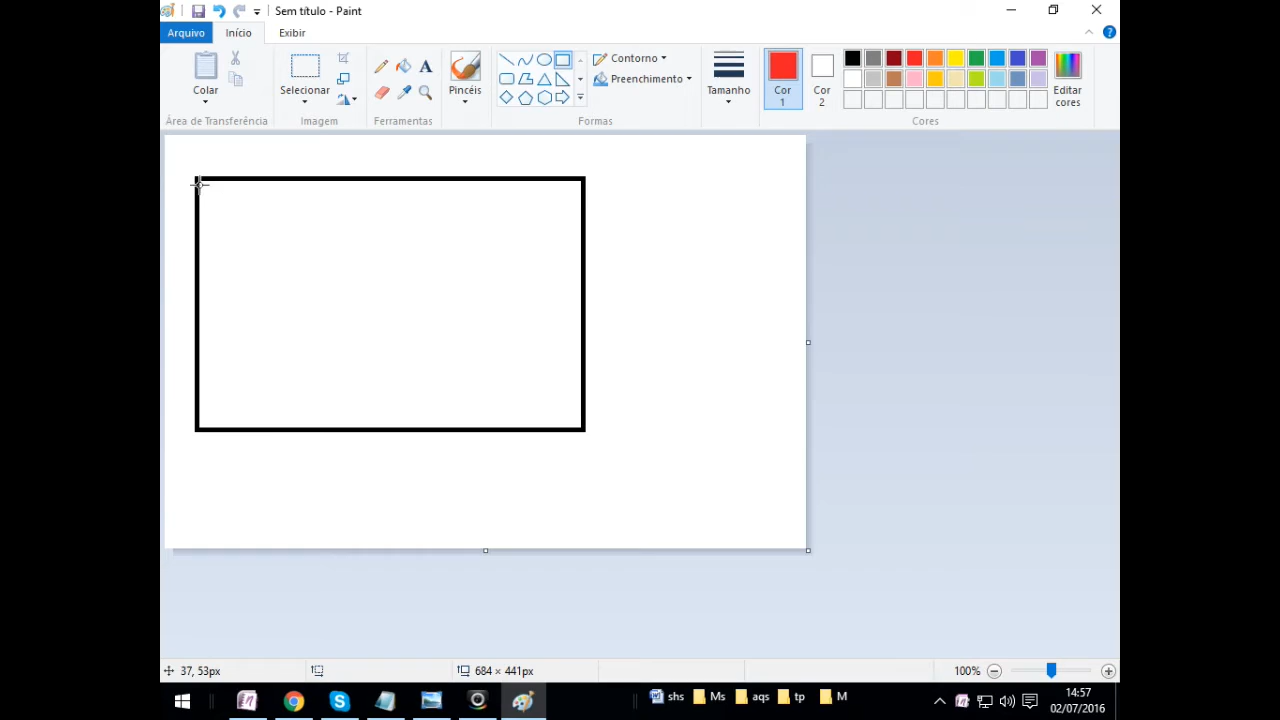 Sem título - Paint
Arquivo Início Exibir
Colar
Selecionar
Pincéis
Contorno
Preenchimento
Tamanho
Cor 1
Cor 2
Editar cores
Área de Transferência Imagem Ferramentas Formas Cores
37, 53px 684 × 441px 100%
shs Ms aqs tp M
14:57
02/07/2016